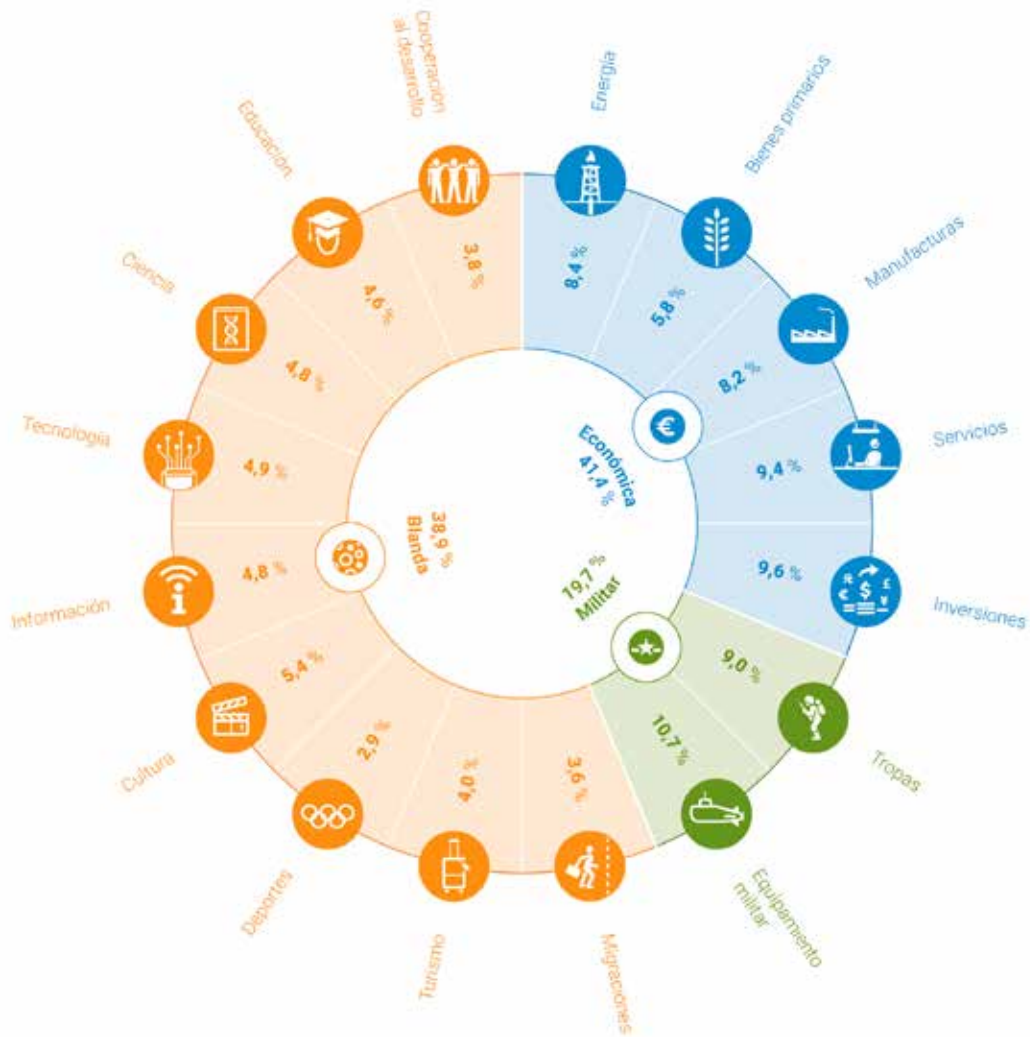 Energía
8,4 %
Bienes primarios
5,8 %
Manufacturas
8,2 %
Servicios
9,4 %
Inversiones
9,6 %
Tropas
9,0 %
Equipamiento
militar
10,7 %
Migraciones
3,6 %
Turismo
4,0 %
Deportes
2,9 %
Cultura
5,4 %
Información
4,8 %
Tecnología
4,9 %
Ciencia
4,8 %
Educación
4,6 %
Cooperación
al desarrollo
3,8 %
Económica
41,4 %
19,7 %
Militar
38,9 %
Blanda
€
i
R £
€ $ ¥